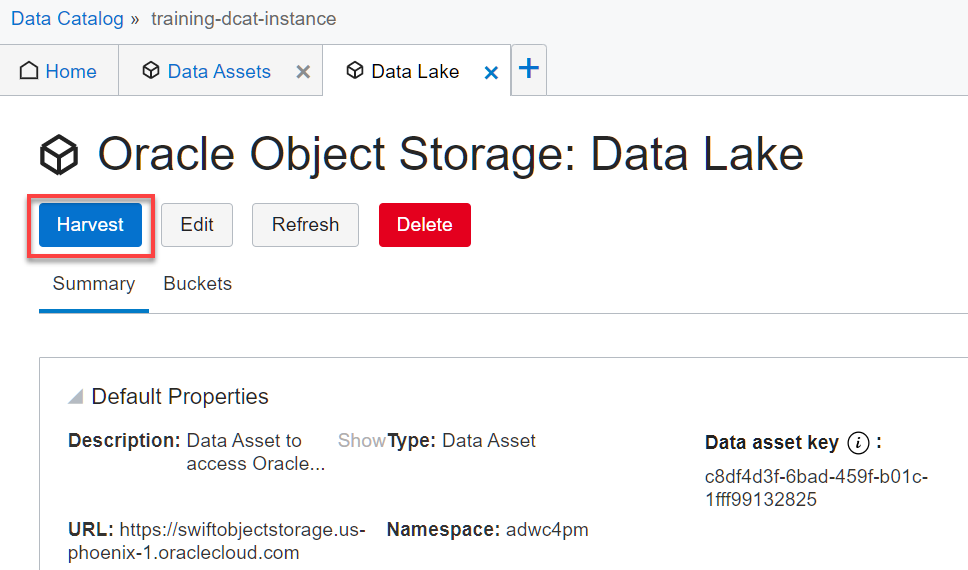 Data Catalog » training-dcat-instance
Home Data Assets Data Lake
Oracle Object Storage: Data Lake
Harvest Edit Refresh Delete
Summary Buckets
Default Properties
Description: Data Asset to access Oracle... Show
Type: Data Asset
Data asset key :
c8df4d3f-6bad-459f-b01c-
1fff99132825
URL: https://swiftobjectstorage.us-
phoenix-1.oraclecloud.com
Namespace: adwc4pm